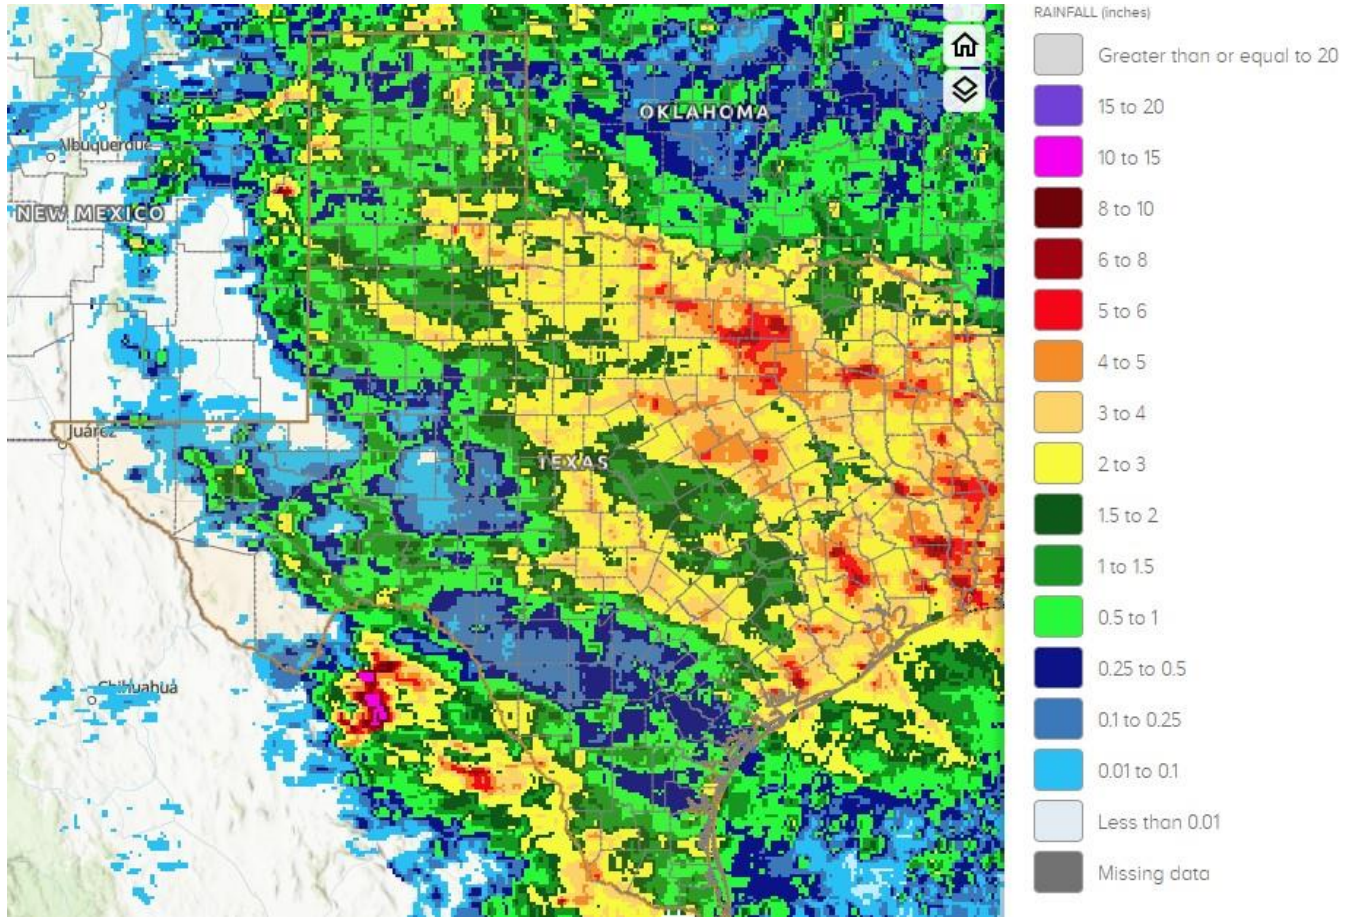 RAINFALL (inches)
Greater than or equal to 20
15 to 20
10 to 15
8 to 10
6 to 8
5 to 6
4 to 5
3 to 4
2 to 3
1.5 to 2
1 to 1.5
0.5 to 1
0.25 to 0.5
0.1 to 0.25
0.01 to 0.1
Less than 0.01
Missing data
OKLAHOMA
Albuquerque
NEW MEXICO
Juárez
TEXAS
Chihuahua